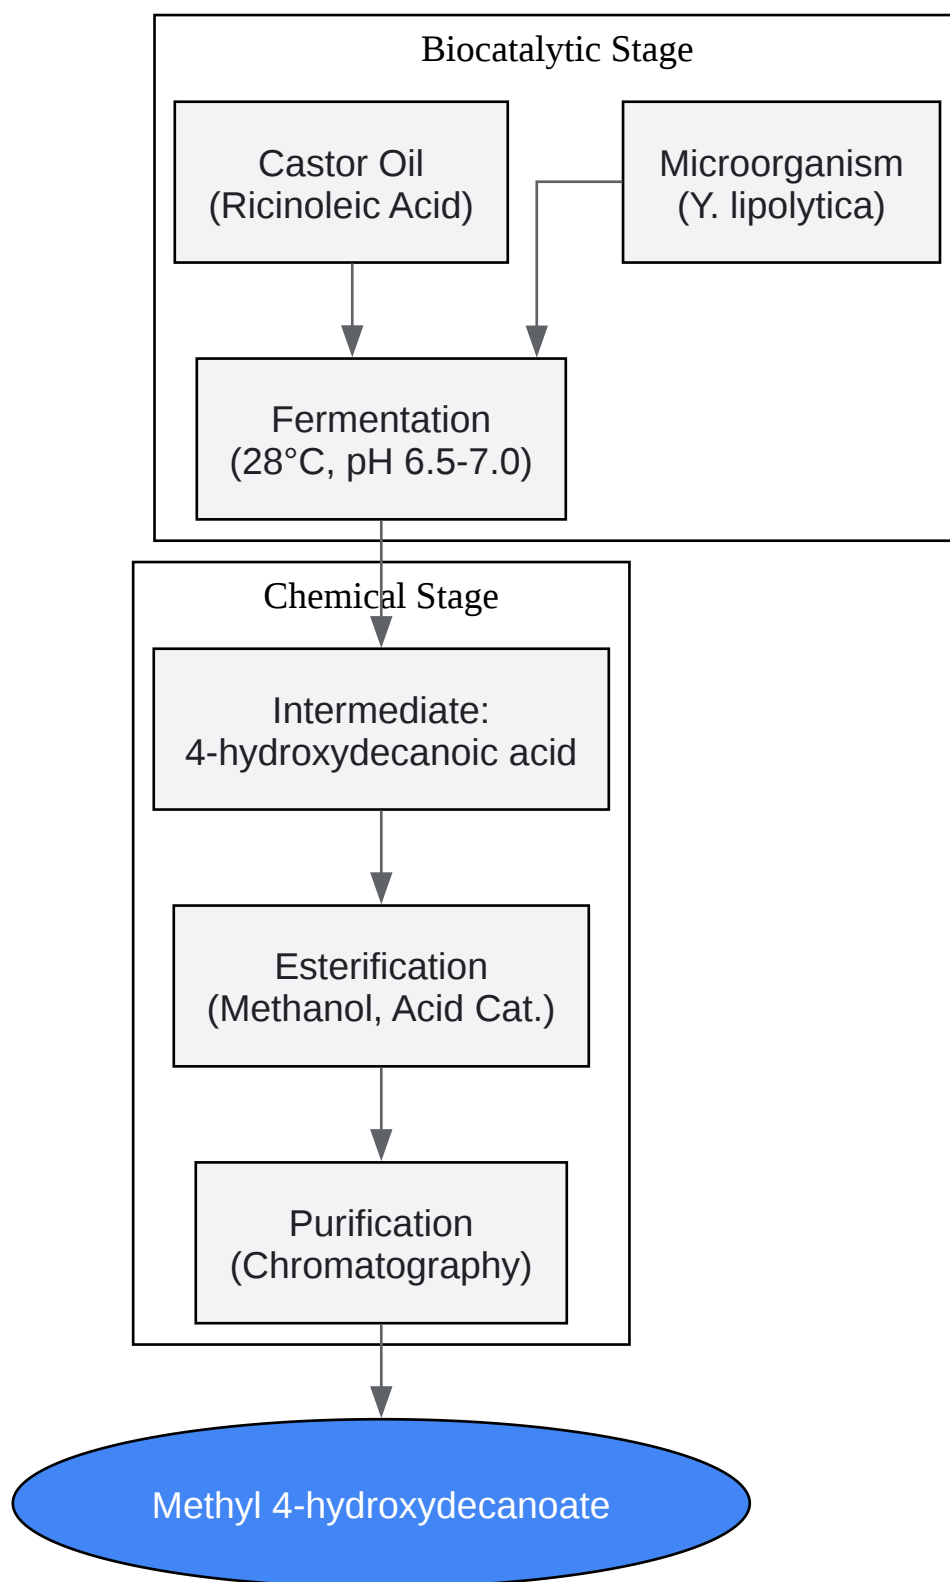 Biocatalytic Stage
Castor Oil
(Ricinoleic Acid)
Microorganism
(Y. lipolytica)
Fermentation
(28°C, pH 6.5-7.0)
Chemical Stage
Intermediate:
4-hydroxydecanoic acid
Esterification
(Methanol, Acid Cat.)
Purification
(Chromatography)
Methyl 4-hydroxydecanoate